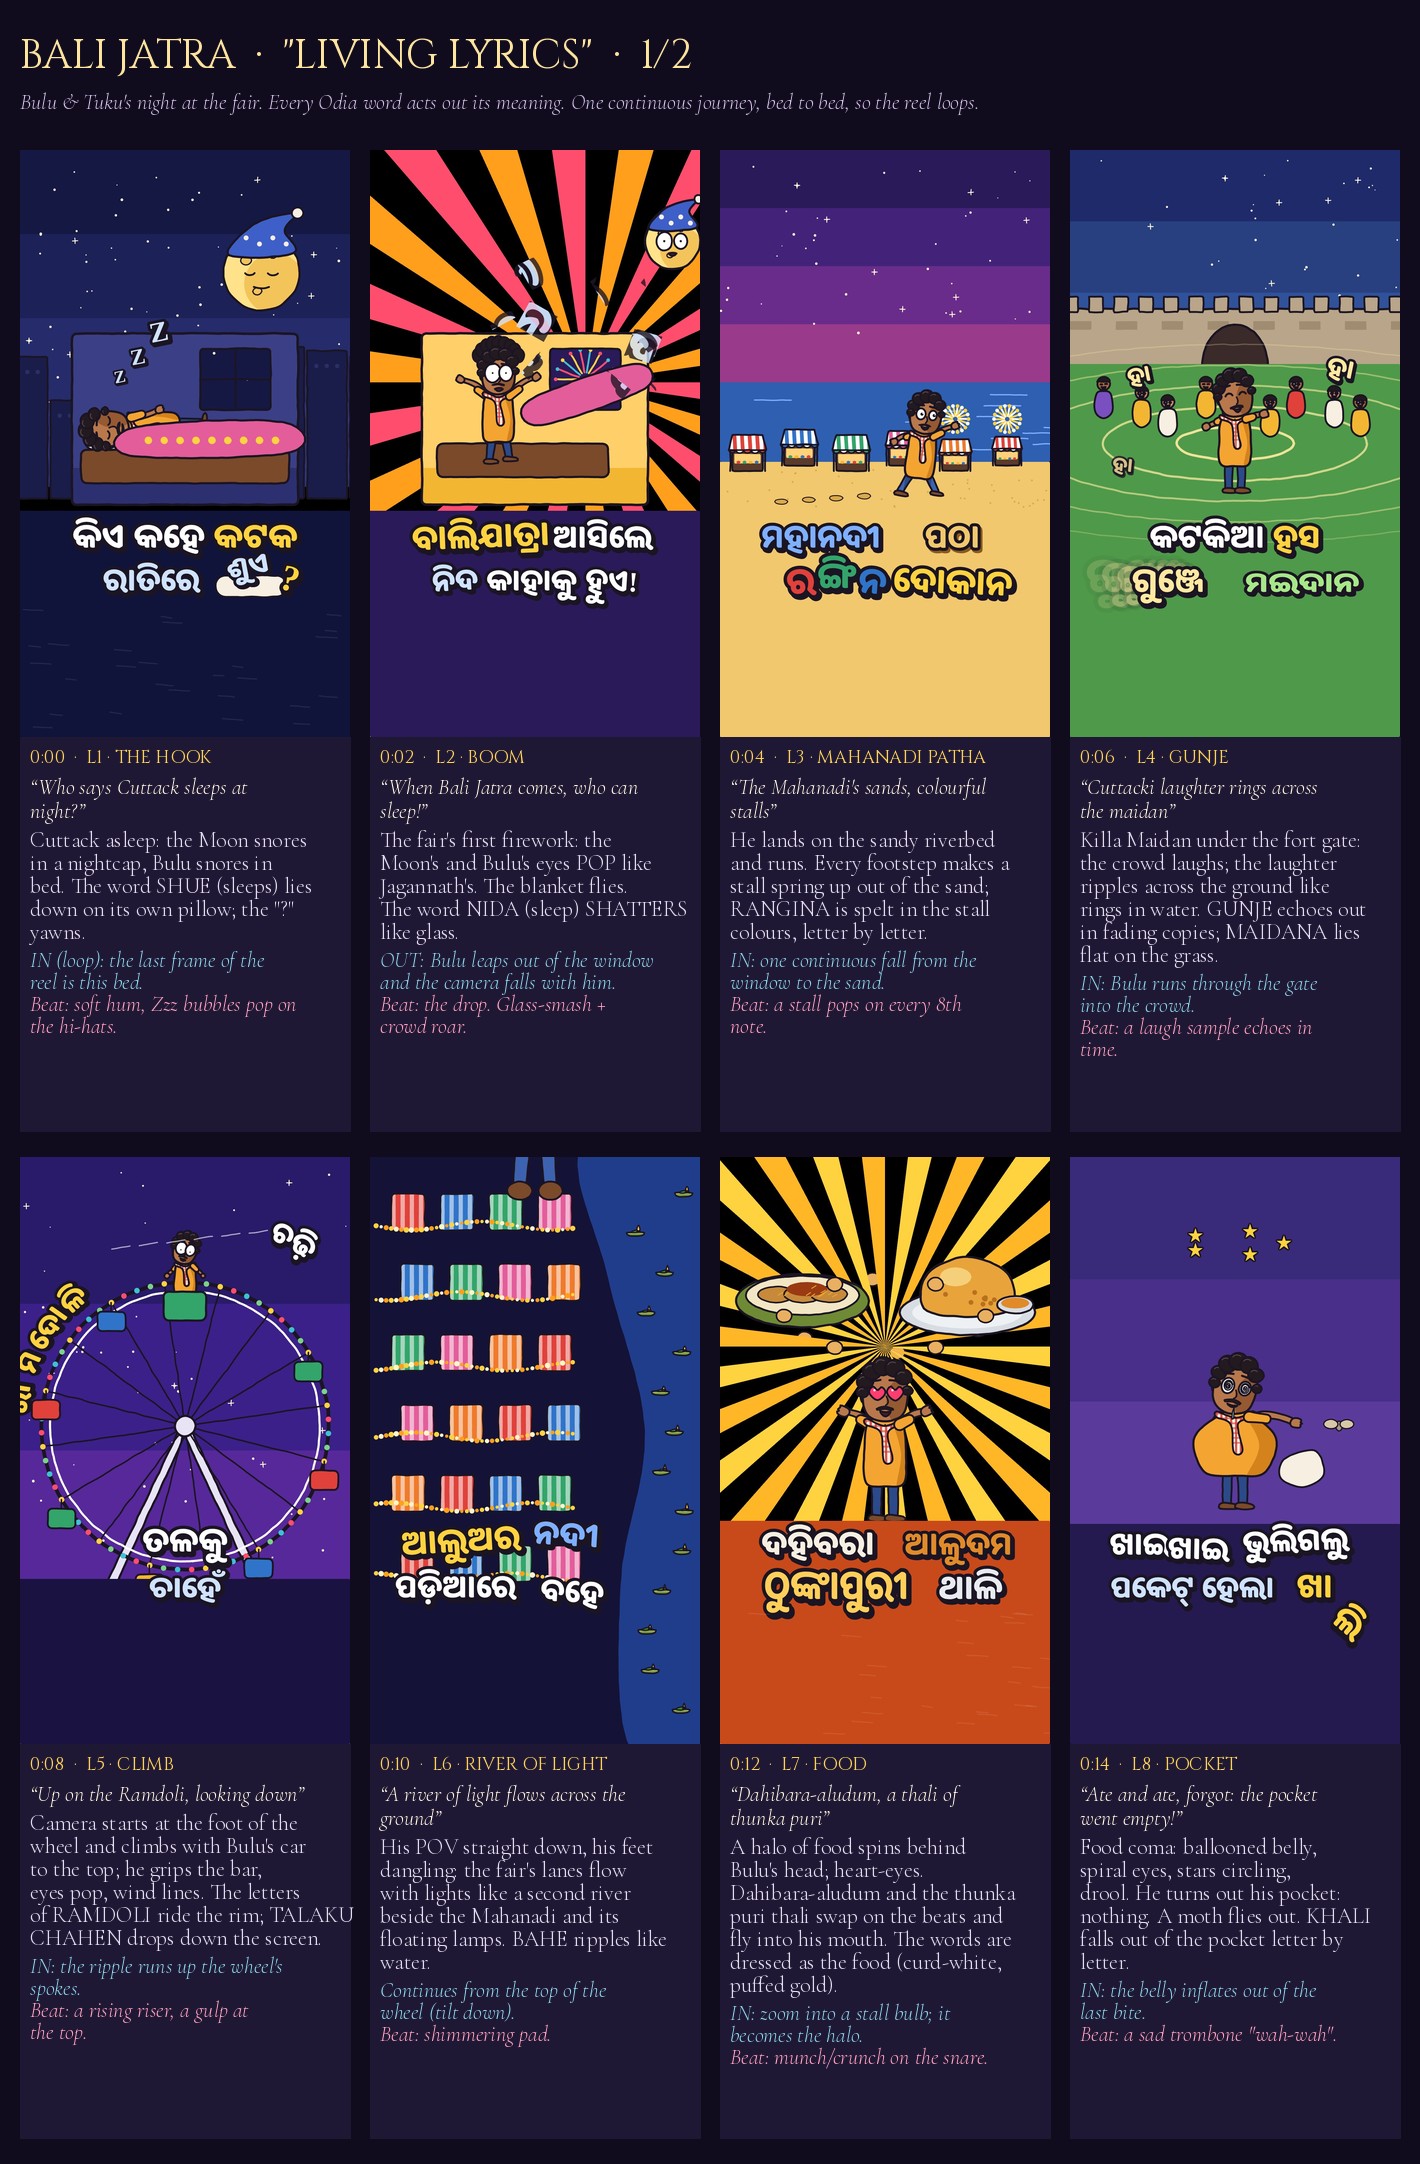 BALI JATRA · "LIVING LYRICS" · 1/2
Bulu & Tuku's night at the fair. Every Odia word acts out its meaning. One continuous journey, bed to bed, so the reel loops.
Z
Z
Z
କିଏ କହେ କଟକ
ରାତିରେ ଶୁଏ ?
0:00 · L1 · THE HOOK
“Who says Cuttack sleeps at
night?”
Cuttack asleep: the Moon snores
in a nightcap, Bulu snores in
bed. The word SHUE (sleeps) lies
down on its own pillow; the "?"
yawns.
IN (loop): the last frame of the
reel is this bed.
Beat: soft hum, Zzz bubbles pop on
the hi-hats.
ବାଲିଯାତ୍ରା ଆସିଲେ
ନିଦ କାହାକୁ ହୁଏ!
0:02 · L2 · BOOM
“When Bali Jatra comes, who can
sleep!”
The fair's first firework: the
Moon's and Bulu's eyes POP like
Jagannath's. The blanket flies.
The word NIDA (sleep) SHATTERS
like glass.
OUT: Bulu leaps out of the window
and the camera falls with him.
Beat: the drop. Glass-smash +
crowd roar.
ମହାନଦୀ ପଠା
ରଙ୍ଗିନ ଦୋକାନ
0:04 · L3 · MAHANADI PATHA
“The Mahanadi's sands, colourful
stalls”
He lands on the sandy riverbed
and runs. Every footstep makes a
stall spring up out of the sand;
RANGINA is spelt in the stall
colours, letter by letter.
IN: one continuous fall from the
window to the sand.
Beat: a stall pops on every 8th
note.
ହା
ହା
ହା
କଟକିଆ ହସ
ଗୁଞ୍ଜେ ମଇଦାନ
0:06 · L4 · GUNJE
“Cuttacki laughter rings across
the maidan”
Killa Maidan under the fort gate:
the crowd laughs; the laughter
ripples across the ground like
rings in water. GUNJE echoes out
in fading copies; MAIDANA lies
flat on the grass.
IN: Bulu runs through the gate
into the crowd.
Beat: a laugh sample echoes in
time.
ଚଢ଼ି
ମ ଦୋଳି
ତଳକୁ
ଚାହେଁ
0:08 · L5 · CLIMB
“Up on the Ramdoli, looking down”
Camera starts at the foot of the
wheel and climbs with Bulu's car
to the top; he grips the bar,
eyes pop, wind lines. The letters
of RAMDOLI ride the rim; TALAKU
CHAHEN drops down the screen.
IN: the ripple runs up the wheel's
spokes.
Beat: a rising riser, a gulp at
the top.
ଆଲୁଅର ନଦୀ
ପଡ଼ିଆରେ ବହେ
0:10 · L6 · RIVER OF LIGHT
“A river of light flows across the
ground”
His POV straight down, his feet
dangling: the fair's lanes flow
with lights like a second river
beside the Mahanadi and its
floating lamps. BAHE ripples like
water.
Continues from the top of the
wheel (tilt down).
Beat: shimmering pad.
ଦହିବରା ଆଳୁଦମ
ଠୁଙ୍କାପୁରୀ ଥାଳି
0:12 · L7 · FOOD
“Dahibara-aludum, a thali of
thunka puri”
A halo of food spins behind
Bulu's head; heart-eyes.
Dahibara-aludum and the thunka
puri thali swap on the beats and
fly into his mouth. The words are
dressed as the food (curd-white,
puffed gold).
IN: zoom into a stall bulb; it
becomes the halo.
Beat: munch/crunch on the snare.
ଖାଇଖାଇ ଭୁଲିଗଲୁ
ପକେଟ୍ ହେଲା ଖା
ଲି
0:14 · L8 · POCKET
“Ate and ate, forgot: the pocket
went empty!”
Food coma: ballooned belly,
spiral eyes, stars circling,
drool. He turns out his pocket:
nothing. A moth flies out. KHALI
falls out of the pocket letter by
letter.
IN: the belly inflates out of the
last bite.
Beat: a sad trombone "wah-wah".